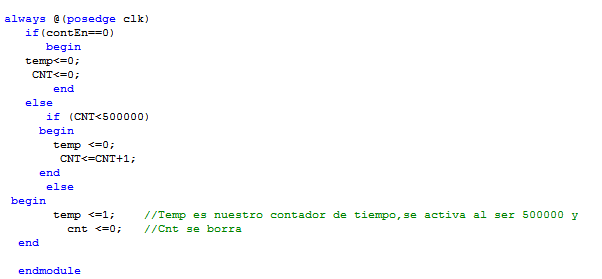 always @(posedge clk)
if(contEn==0)
begin
temp<=0;
CNT<=0;
end
else
if (CNT<500000)
begin
temp <=0;
CNT<=CNT+1;
end
else
begin
temp <=1; //Temp es nuestro contador de tiempo,se activa al ser 500000 y
cnt <=0; //Cnt se borra
end
endmodule